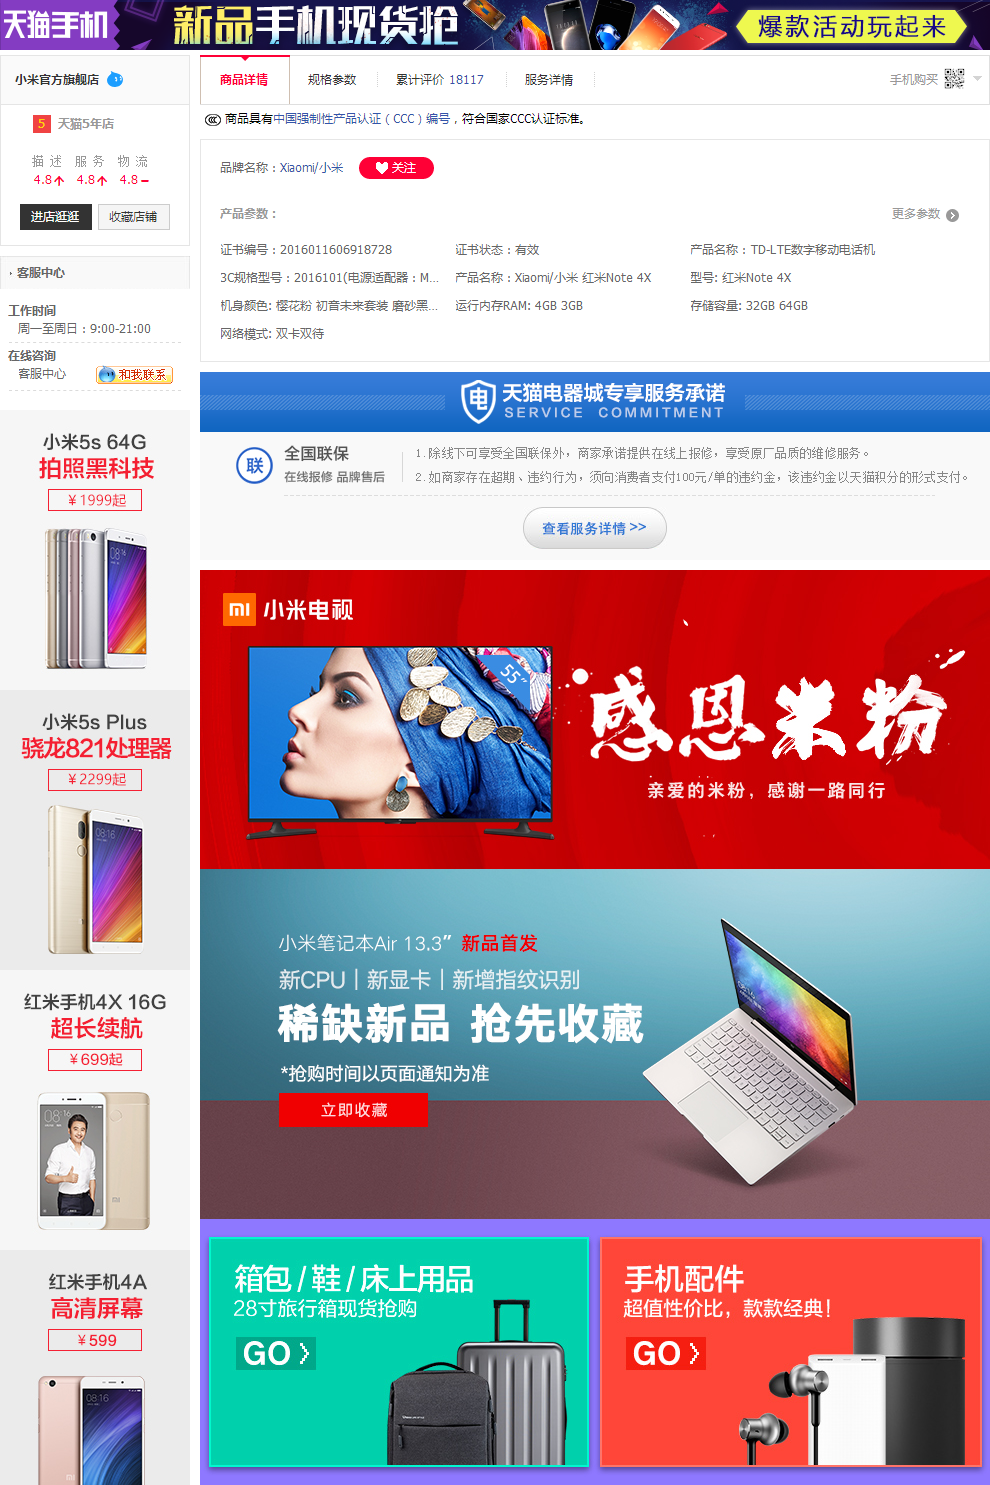 天猫手机
新品手机现货抢
爆款活动玩起来
小米官方旗舰店
5 天猫5年店
描述 服务 物流
4.8 4.8 4.8
进店逛逛 收藏店铺
客服中心
工作时间
周一至周日：9:00-21:00
在线咨询
客服中心 和我联系
小米5s 64G
拍照黑科技
￥1999起
小米5s Plus
骁龙821处理器
￥2299起
红米手机4X 16G
超长续航
￥699起
红米手机4A
高清屏幕
￥599
商品详情 规格参数 累计评价 18117 服务详情 手机购买
商品具有中国强制性产品认证（CCC）编号，符合国家CCC认证标准。
品牌名称：Xiaomi/小米 关注
产品参数： 更多参数
证书编号：2016011606918728 证书状态：有效 产品名称：TD-LTE数字移动电话机
3C规格型号：2016101(电源适配器：M... 产品名称：Xiaomi/小米 红米Note 4X 型号: 红米Note 4X
机身颜色: 樱花粉 初音未来套装 磨砂黑... 运行内存RAM: 4GB 3GB 存储容量: 32GB 64GB
网络模式: 双卡双待
电 天猫电器城专享服务承诺
SERVICE COMMITMENT
联 全国联保
在线报修 品牌售后
1.除线下可享受全国联保外，商家承诺提供在线上报修，享受原厂品质的维修服务。
2.如商家存在超期、违约行为，须向消费者支付100元/单的违约金，该违约金以天猫积分的形式支付。
查看服务详情 >>
mi 小米电视
55"
感恩米粉
亲爱的米粉，感谢一路同行
小米笔记本Air 13.3" 新品首发
新CPU｜新显卡｜新增指纹识别
稀缺新品 抢先收藏
*抢购时间以页面通知为准
立即收藏
箱包 / 鞋 / 床上用品
28寸旅行箱现货抢购
GO
手机配件
超值性价比，款款经典！
GO